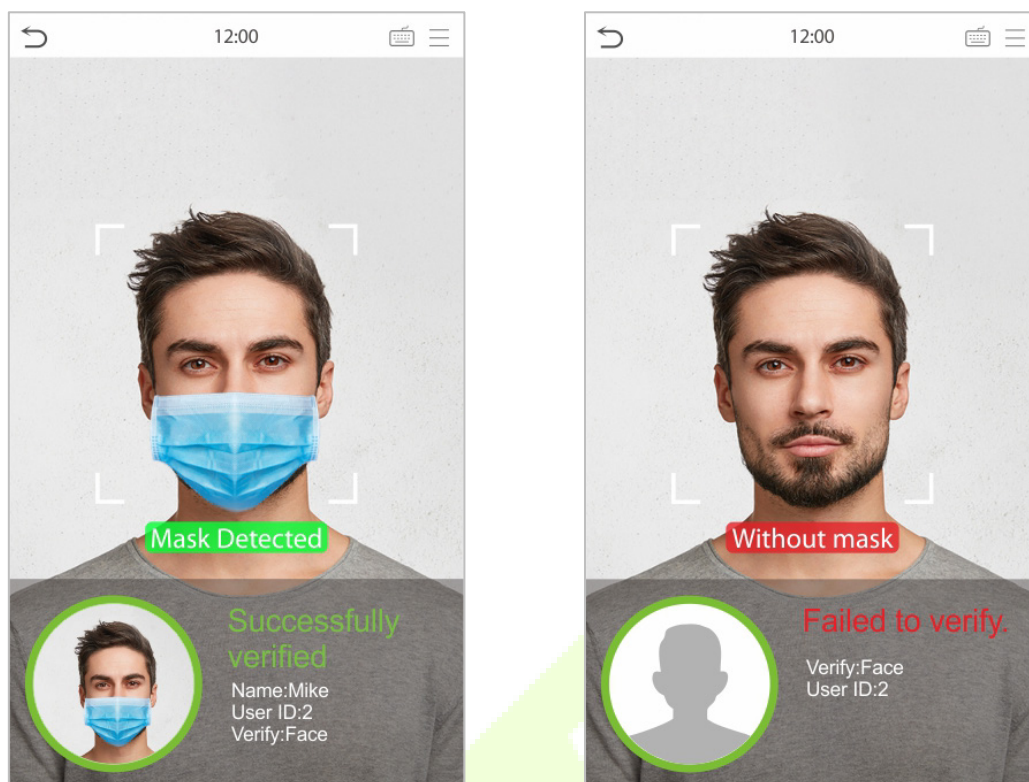 12:00
Mask Detected
Successfully
verified
Name:Mike
User ID:2
Verify:Face
12:00
Without mask
Failed to verify.
Verify:Face
User ID:2